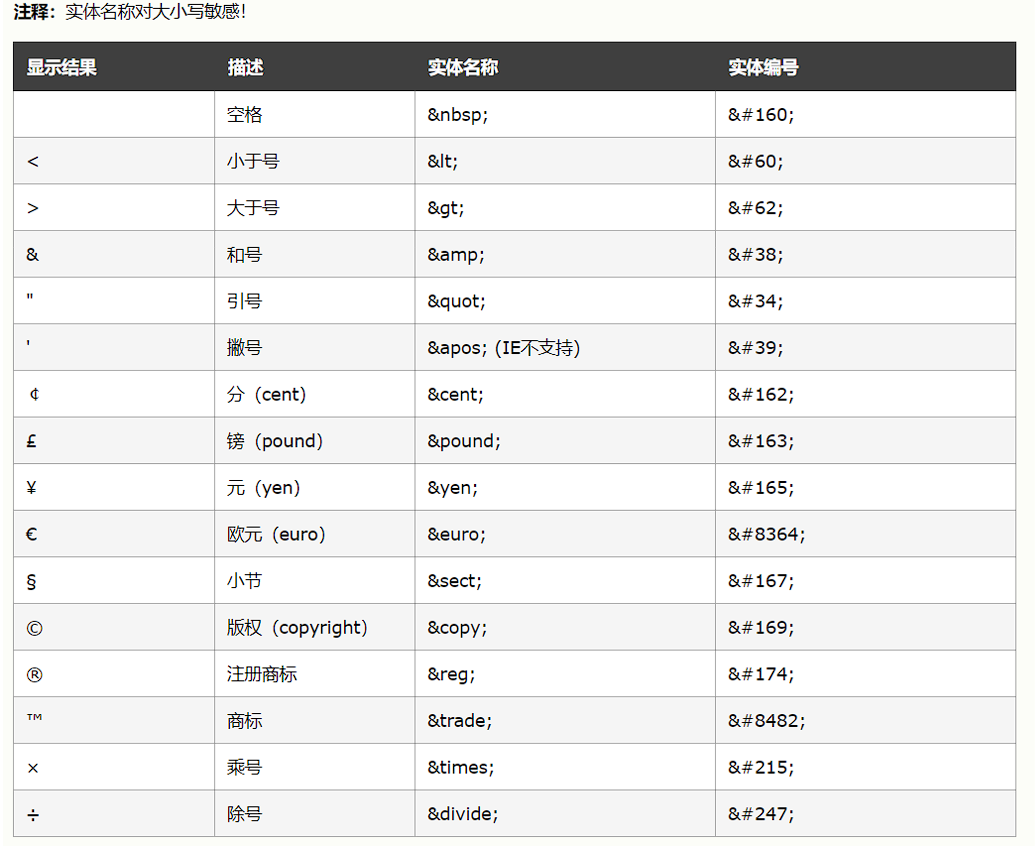 注释：实体名称对大小写敏感！
显示结果 描述 实体名称 实体编号
空格 &nbsp; &#160;
< 小于号 &lt; &#60;
> 大于号 &gt; &#62;
& 和号 &amp; &#38;
" 引号 &quot; &#34;
' 撇号 &apos; (IE不支持) &#39;
￠ 分（cent） &cent; &#162;
£ 镑（pound） &pound; &#163;
¥ 元（yen） &yen; &#165;
€ 欧元（euro） &euro; &#8364;
§ 小节 &sect; &#167;
© 版权（copyright） &copy; &#169;
® 注册商标 &reg; &#174;
™ 商标 &trade; &#8482;
× 乘号 &times; &#215;
÷ 除号 &divide; &#247;